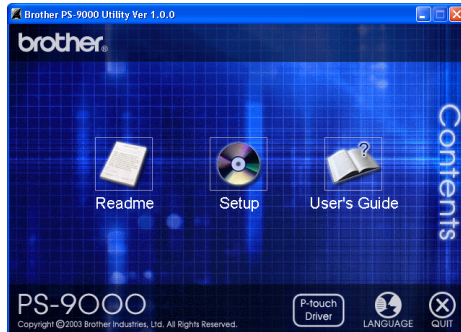 Brother PS-9000 Utility Ver 1.0.0
brother®
Contents
Readme
Setup
User's Guide
PS-9000
Copyright ©2003 Brother Industries, Ltd. All Rights Reserved.
P-touch
Driver
LANGUAGE
QUIT